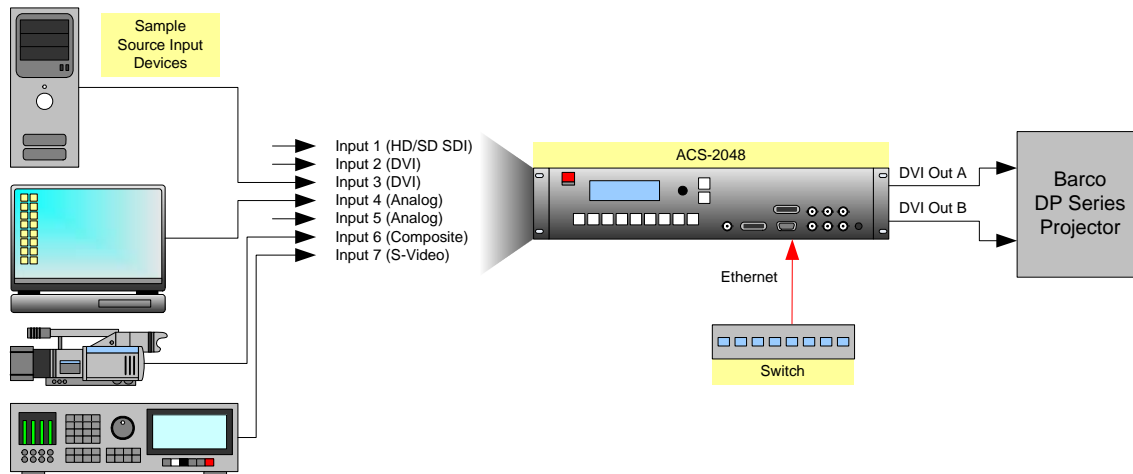 Sample
Source Input
Devices
Input 1 (HD/SD SDI)
Input 2 (DVI)
Input 3 (DVI)
Input 4 (Analog)
Input 5 (Analog)
Input 6 (Composite)
Input 7 (S-Video)
ACS-2048
DVI Out A
DVI Out B
Barco
DP Series
Projector
Ethernet
Switch